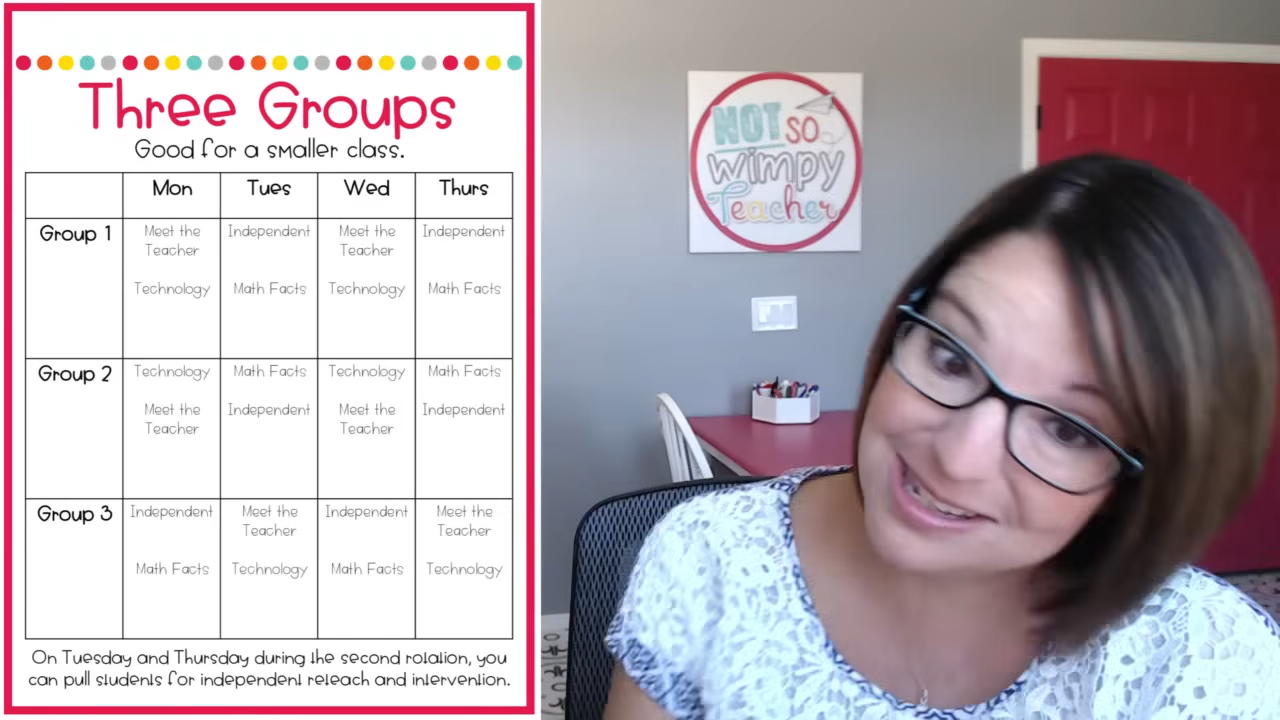 Three Groups
Good for a smaller class.
Mon Tues Wed Thurs
Group 1
Meet the Teacher
Technology
Independent
Math Facts
Meet the Teacher
Technology
Independent
Math Facts
Group 2
Technology
Meet the Teacher
Math Facts
Independent
Technology
Meet the Teacher
Math Facts
Independent
Group 3
Independent
Math Facts
Meet the Teacher
Technology
Independent
Math Facts
Meet the Teacher
Technology
On Tuesday and Thursday during the second rotation, you
can pull students for independent reteach and intervention.
NOT SO
wimpy
Teacher